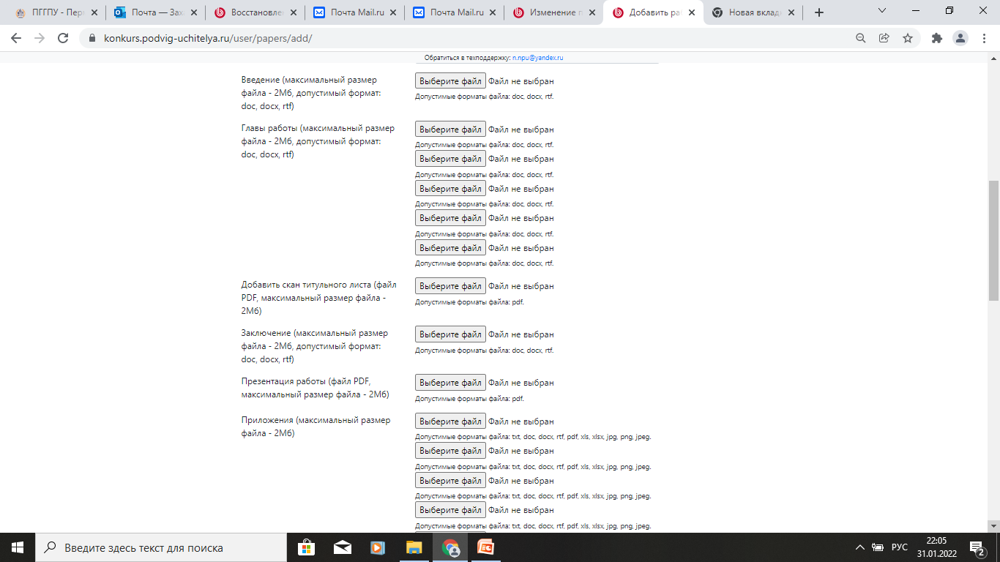 ПГГПУ - Пер
Почта — Зах
Восстановле
Почта Mail.ru
Почта Mail.ru
Изменение п
Добавить ра
Новая вклад
konkurs.podvig-uchitelya.ru/user/papers/add/
Обратиться в техподдержку: n.npu@yandex.ru
Введение (максимальный размер
файла - 2Мб, допустимый формат:
doc, docx, rtf)
Выберите файл Файл не выбран
Допустимые форматы файла: doc, docx, rtf.
Главы работы (максимальный размер
файла - 2Мб, допустимый формат:
doc, docx, rtf)
Выберите файл Файл не выбран
Допустимые форматы файла: doc, docx, rtf.
Выберите файл Файл не выбран
Допустимые форматы файла: doc, docx, rtf.
Выберите файл Файл не выбран
Допустимые форматы файла: doc, docx, rtf.
Выберите файл Файл не выбран
Допустимые форматы файла: doc, docx, rtf.
Выберите файл Файл не выбран
Допустимые форматы файла: doc, docx, rtf.
Добавить скан титульного листа (файл
PDF, максимальный размер файла -
2Мб)
Выберите файл Файл не выбран
Допустимые форматы файла: pdf.
Заключение (максимальный размер
файла - 2Мб, допустимый формат:
doc, docx, rtf)
Выберите файл Файл не выбран
Допустимые форматы файла: doc, docx, rtf.
Презентация работы (файл PDF,
максимальный размер файла - 2Мб)
Выберите файл Файл не выбран
Допустимые форматы файла: pdf.
Приложения (максимальный размер
файла - 2Мб)
Выберите файл Файл не выбран
Допустимые форматы файла: txt, doc, docx, rtf, pdf, xls, xlsx, jpg, png, jpeg.
Выберите файл Файл не выбран
Допустимые форматы файла: txt, doc, docx, rtf, pdf, xls, xlsx, jpg, png, jpeg.
Выберите файл Файл не выбран
Допустимые форматы файла: txt, doc, docx, rtf, pdf, xls, xlsx, jpg, png, jpeg.
Выберите файл Файл не выбран
Допустимые форматы файла: txt, doc, docx, rtf, pdf, xls, xlsx, jpg, png, jpeg.
Введите здесь текст для поиска
РУС
22:05
31.01.2022
2